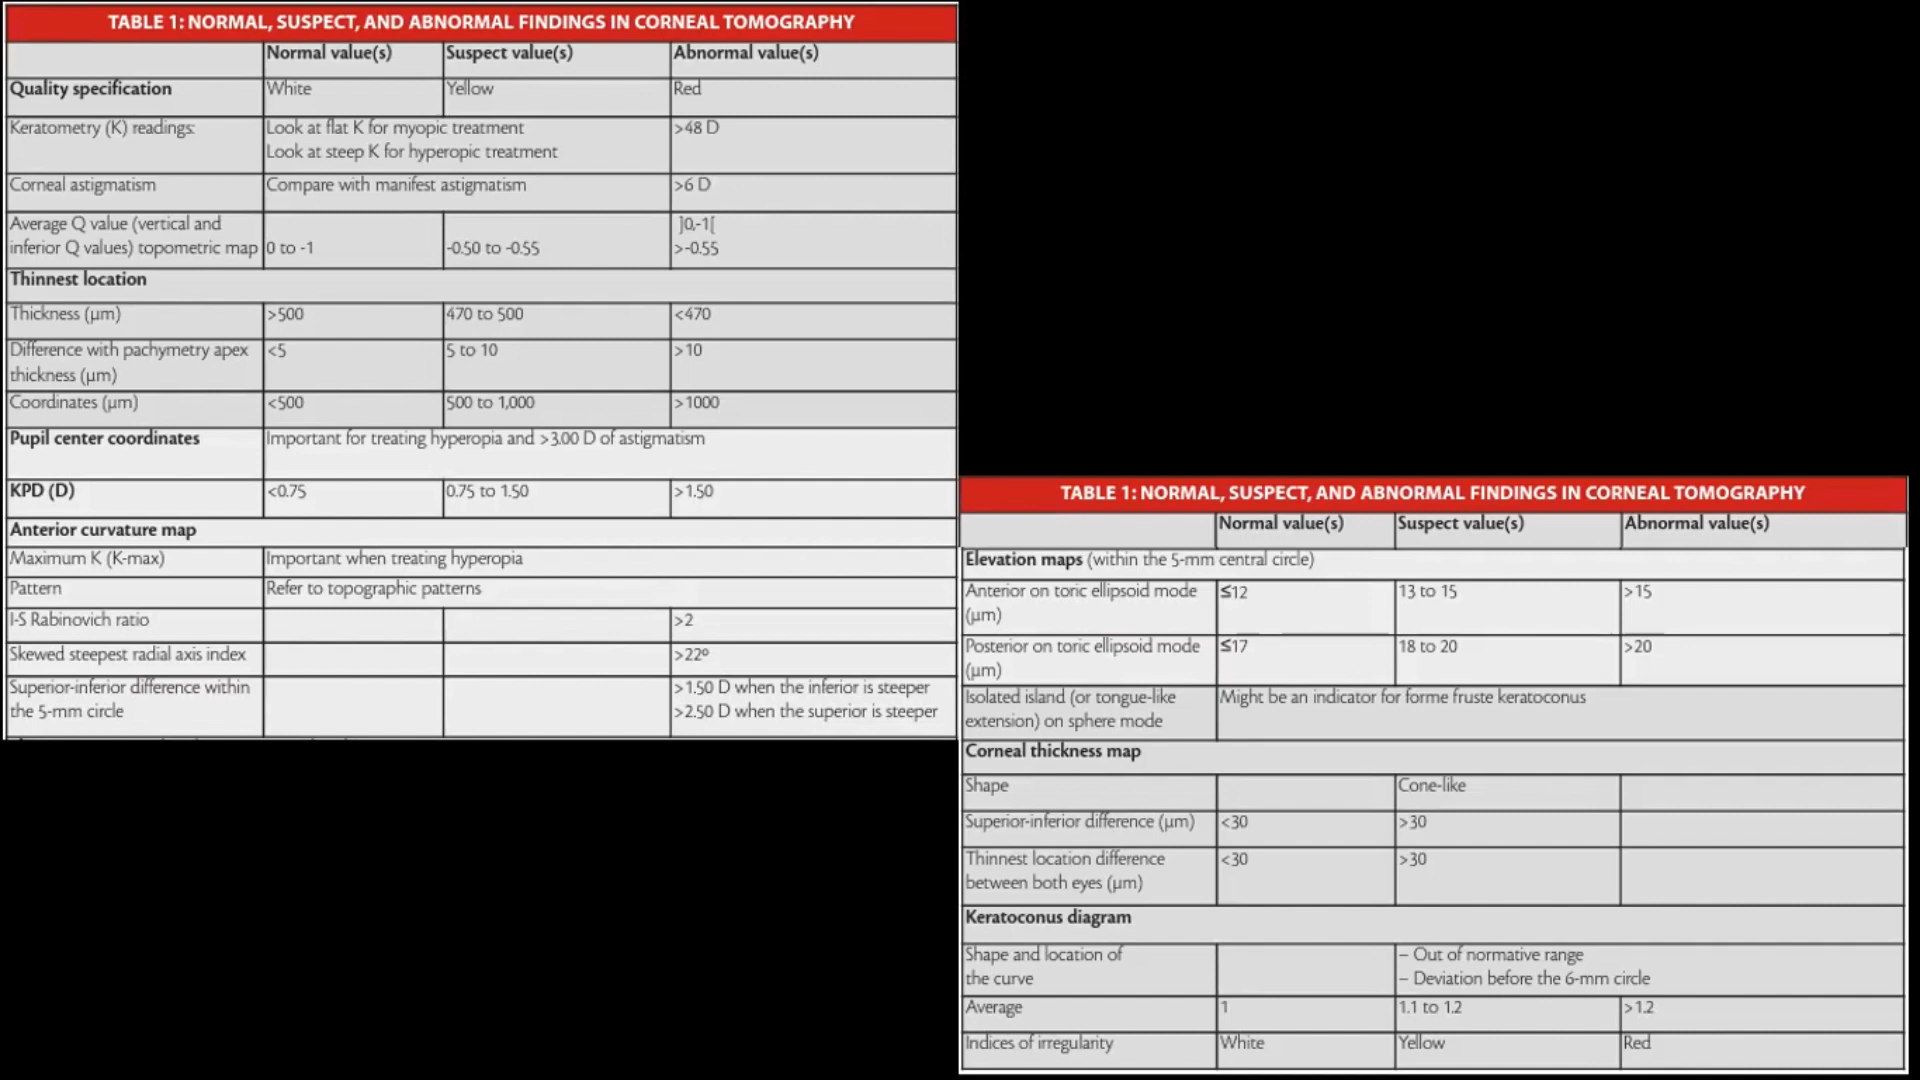 TABLE 1: NORMAL, SUSPECT, AND ABNORMAL FINDINGS IN CORNEAL TOMOGRAPHY
Normal value(s) Suspect value(s) Abnormal value(s)
Quality specification White Yellow Red
Keratometry (K) readings: Look at flat K for myopic treatment >48 D
Look at steep K for hyperopic treatment
Corneal astigmatism Compare with manifest astigmatism >6 D
Average Q value (vertical and ]0,-1[
inferior Q values) topometric map 0 to -1 -0.50 to -0.55 >-0.55
Thinnest location
Thickness (µm) >500 470 to 500 <470
Difference with pachymetry apex <5 5 to 10 >10
thickness (µm)
Coordinates (µm) <500 500 to 1,000 >1000
Pupil center coordinates Important for treating hyperopia and >3.00 D of astigmatism
KPD (D) <0.75 0.75 to 1.50 >1.50
Anterior curvature map
Maximum K (K-max) Important when treating hyperopia
Pattern Refer to topographic patterns
I-S Rabinovich ratio >2
Skewed steepest radial axis index >22º
Superior-inferior difference within >1.50 D when the inferior is steeper
the 5-mm circle >2.50 D when the superior is steeper
TABLE 1: NORMAL, SUSPECT, AND ABNORMAL FINDINGS IN CORNEAL TOMOGRAPHY
Normal value(s) Suspect value(s) Abnormal value(s)
Elevation maps (within the 5-mm central circle)
Anterior on toric ellipsoid mode ≤12 13 to 15 >15
(µm)
Posterior on toric ellipsoid mode ≤17 18 to 20 >20
(µm)
Isolated island (or tongue-like Might be an indicator for forme fruste keratoconus
extension) on sphere mode
Corneal thickness map
Shape Cone-like
Superior-inferior difference (µm) <30 >30
Thinnest location difference <30 >30
between both eyes (µm)
Keratoconus diagram
Shape and location of – Out of normative range
the curve – Deviation before the 6-mm circle
Average 1 1.1 to 1.2 >1.2
Indices of irregularity White Yellow Red